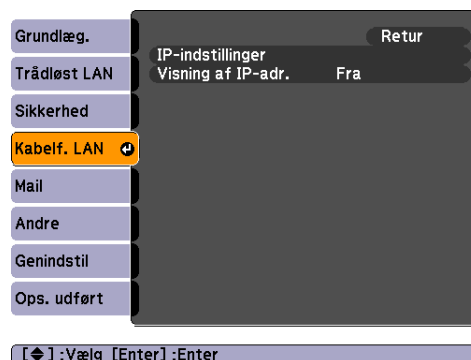 Grundlæg.
Trådløst LAN
Sikkerhed
Kabelf. LAN
Mail
Andre
Genindstil
Ops. udført
Retur
IP-indstillinger
Visning af IP-adr. Fra
[ ] :Vælg [Enter] :Enter